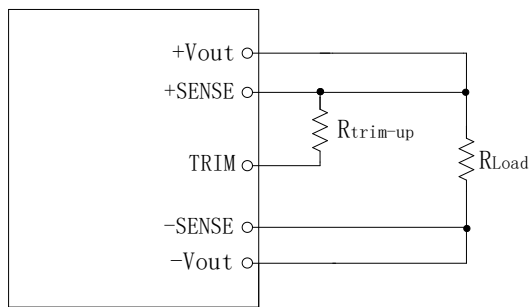 +Vout
+SENSE
Rtrim-up
TRIM
RLoad
-SENSE
-Vout